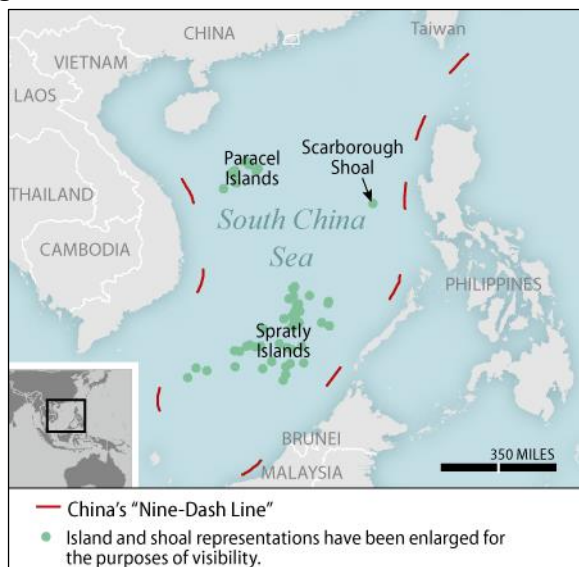 CHINA
Taiwan
VIETNAM
LAOS
Paracel
Islands
Scarborough
Shoal
THAILAND
South China
Sea
CAMBODIA
PHILIPPINES
Spratly
Islands
BRUNEI
MALAYSIA
350 MILES
China's "Nine-Dash Line"
Island and shoal representations have been enlarged for
the purposes of visibility.